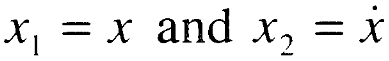 x₁ = x and x₂ = ẋ